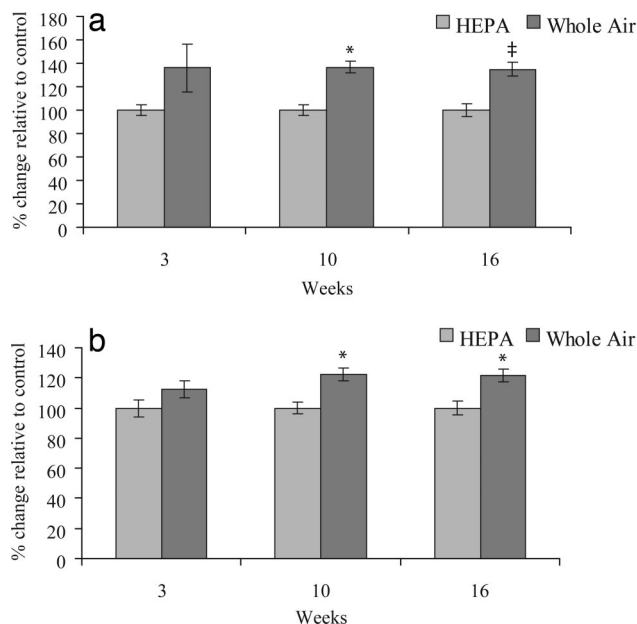 a
HEPA Whole Air
% change relative to control
180
160
140
120
100
80
60
40
20
0
*
‡
3 10 16
Weeks
b
HEPA Whole Air
% change relative to control
140
120
100
80
60
40
20
0
*
*
3 10 16
Weeks